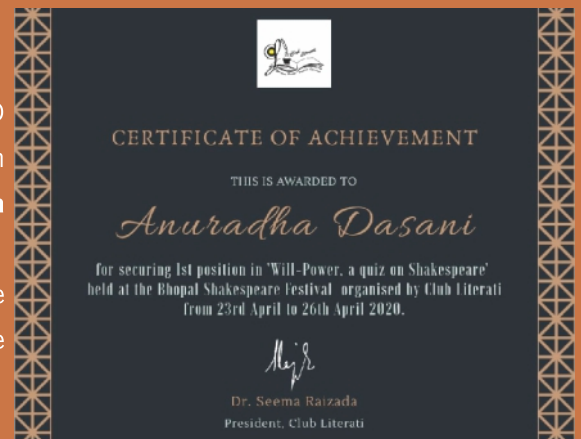 CERTIFICATE OF ACHIEVEMENT
THIS IS AWARDED TO
Anuradha Dasani
for securing 1st position in 'Will-Power, a quiz on Shakespeare'
held at the Bhopal Shakespeare Festival organised by Club Literati
from 23rd April to 26th April 2020.
Dr. Seema Raizada
President, Club Literati